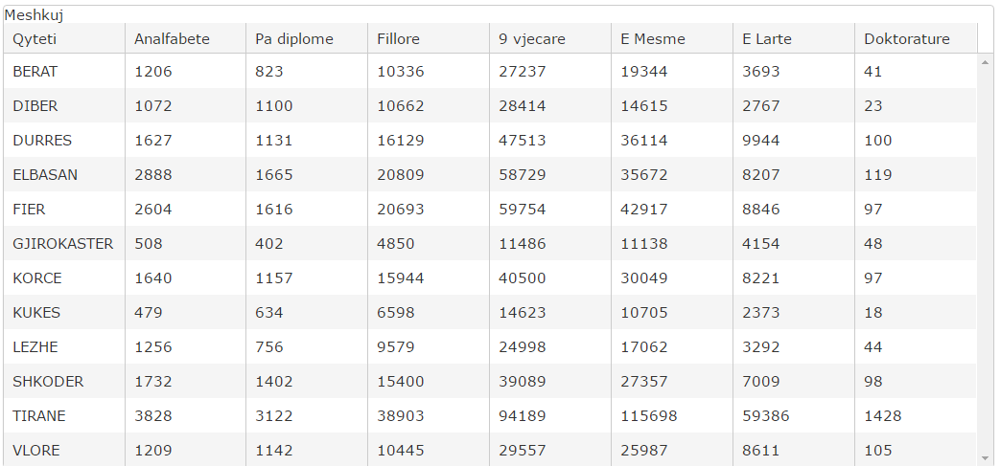 Meshkuj
Qyteti Analfabete Pa diplome Fillore 9 vjecare E Mesme E Larte Doktorature
BERAT 1206 823 10336 27237 19344 3693 41
DIBER 1072 1100 10662 28414 14615 2767 23
DURRES 1627 1131 16129 47513 36114 9944 100
ELBASAN 2888 1665 20809 58729 35672 8207 119
FIER 2604 1616 20693 59754 42917 8846 97
GJIROKASTER 508 402 4850 11486 11138 4154 48
KORCE 1640 1157 15944 40500 30049 8221 97
KUKES 479 634 6598 14623 10705 2373 18
LEZHE 1256 756 9579 24998 17062 3292 44
SHKODER 1732 1402 15400 39089 27357 7009 98
TIRANE 3828 3122 38903 94189 115698 59386 1428
VLORE 1209 1142 10445 29557 25987 8611 105